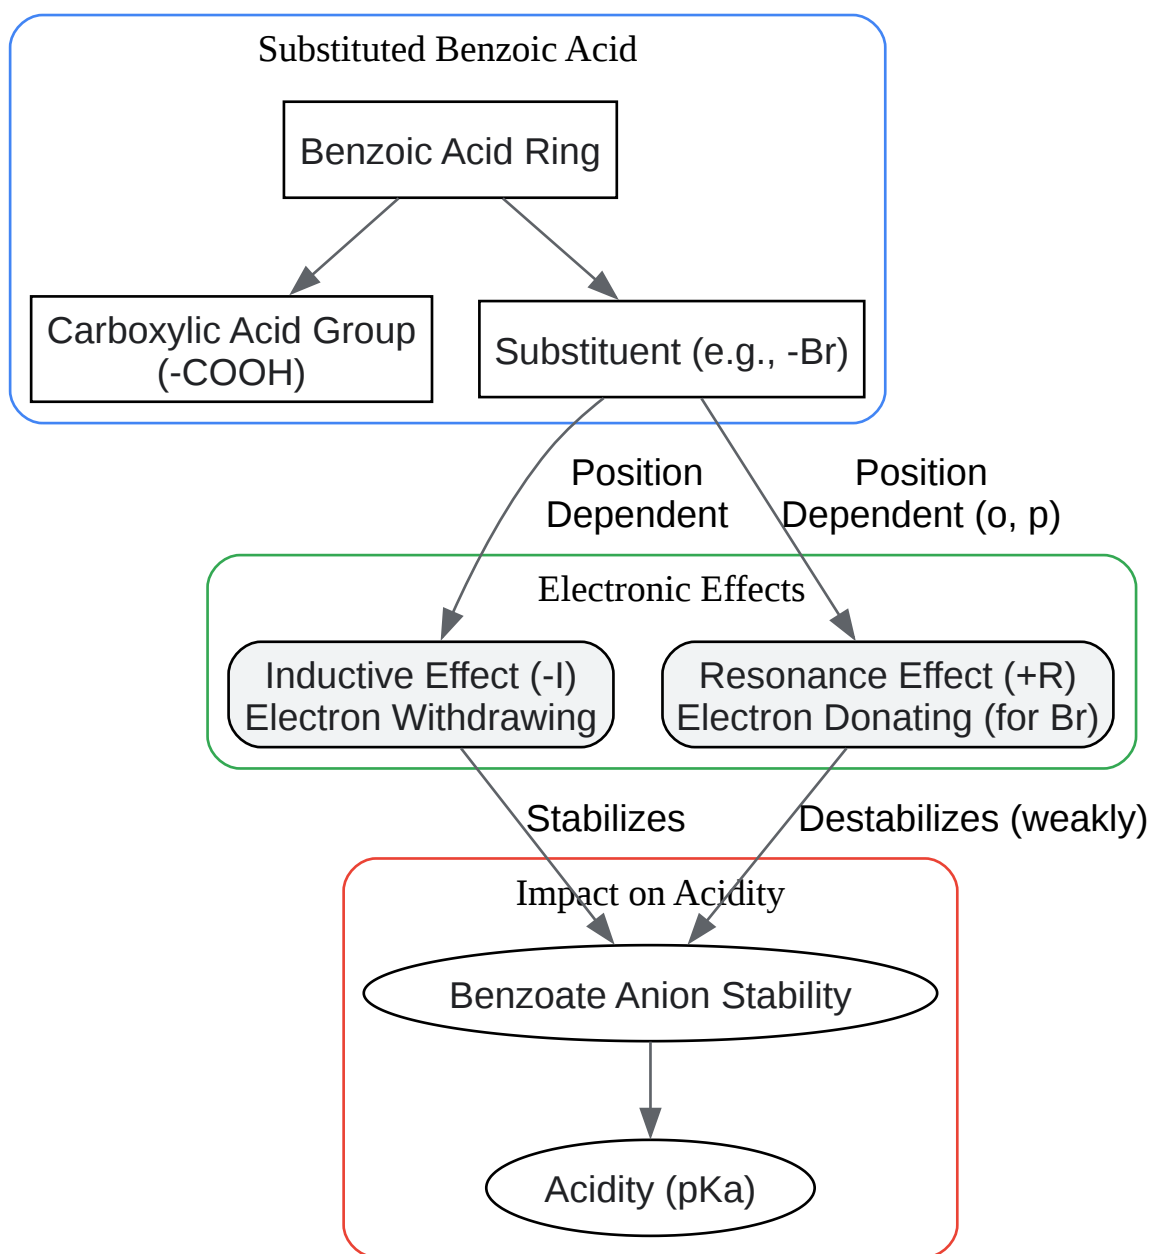 Substituted Benzoic Acid
Benzoic Acid Ring
Carboxylic Acid Group
(-COOH)
Substituent (e.g., -Br)
Position
Dependent
Position
Dependent (o, p)
Electronic Effects
Inductive Effect (-I)
Electron Withdrawing
Resonance Effect (+R)
Electron Donating (for Br)
Stabilizes
Destabilizes (weakly)
Impact on Acidity
Benzoate Anion Stability
Acidity (pKa)